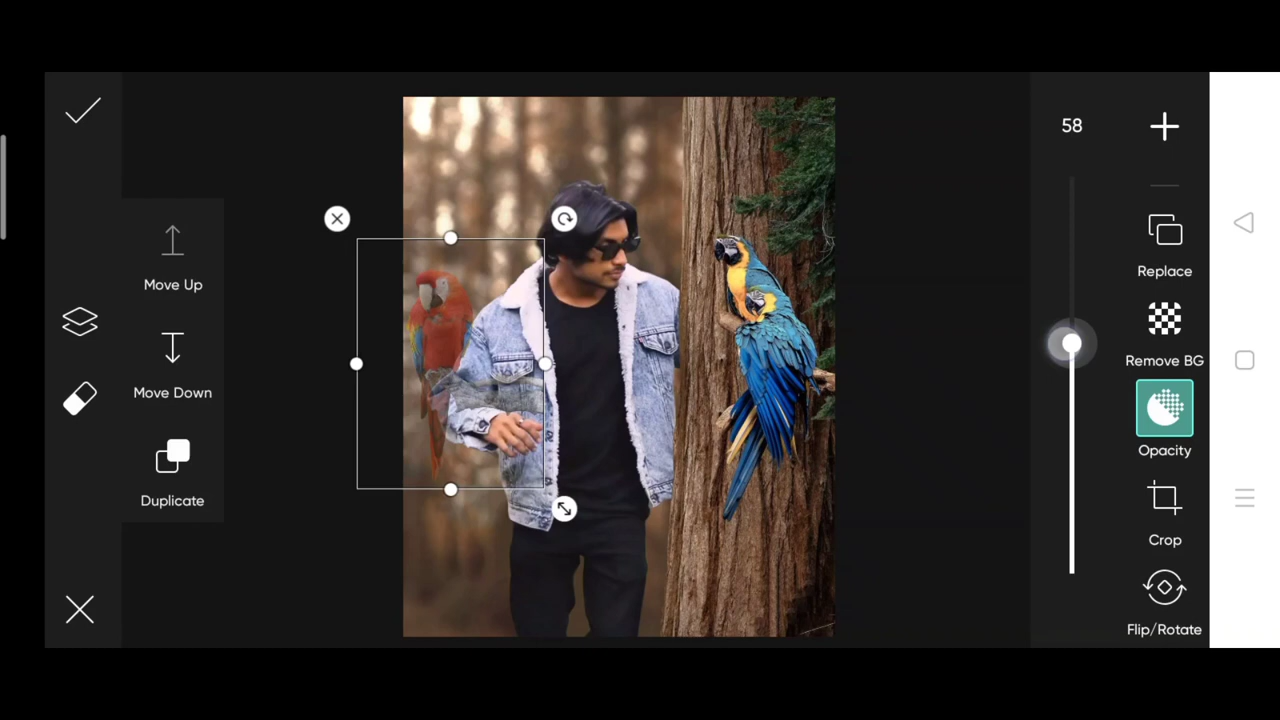 58
Move Up
Move Down
Duplicate
Replace
Remove BG
Opacity
Crop
Flip/Rotate